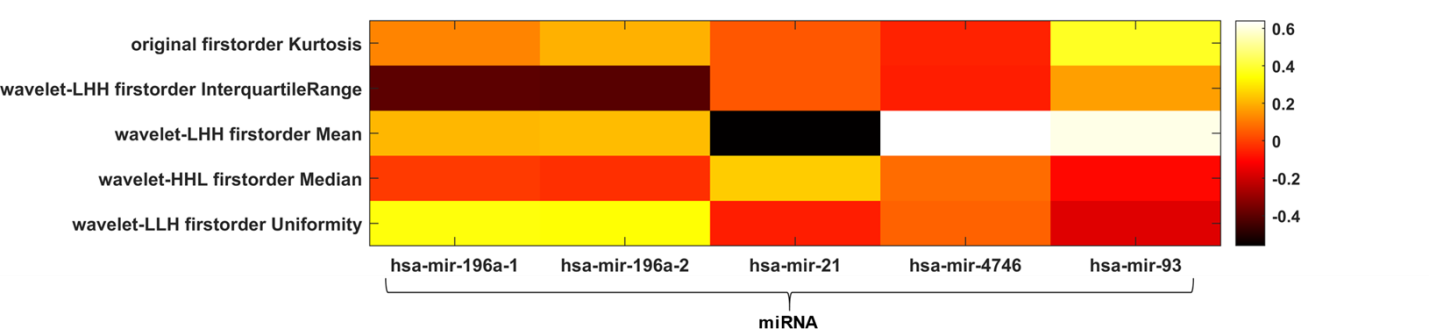 original firstorder Kurtosis
wavelet-LHH firstorder InterquartileRange
wavelet-LHH firstorder Mean
wavelet-HHL firstorder Median
wavelet-LLH firstorder Uniformity
hsa-mir-196a-1 hsa-mir-196a-2 hsa-mir-21 hsa-mir-4746 hsa-mir-93
miRNA
0.6
0.4
0.2
0
-0.2
-0.4